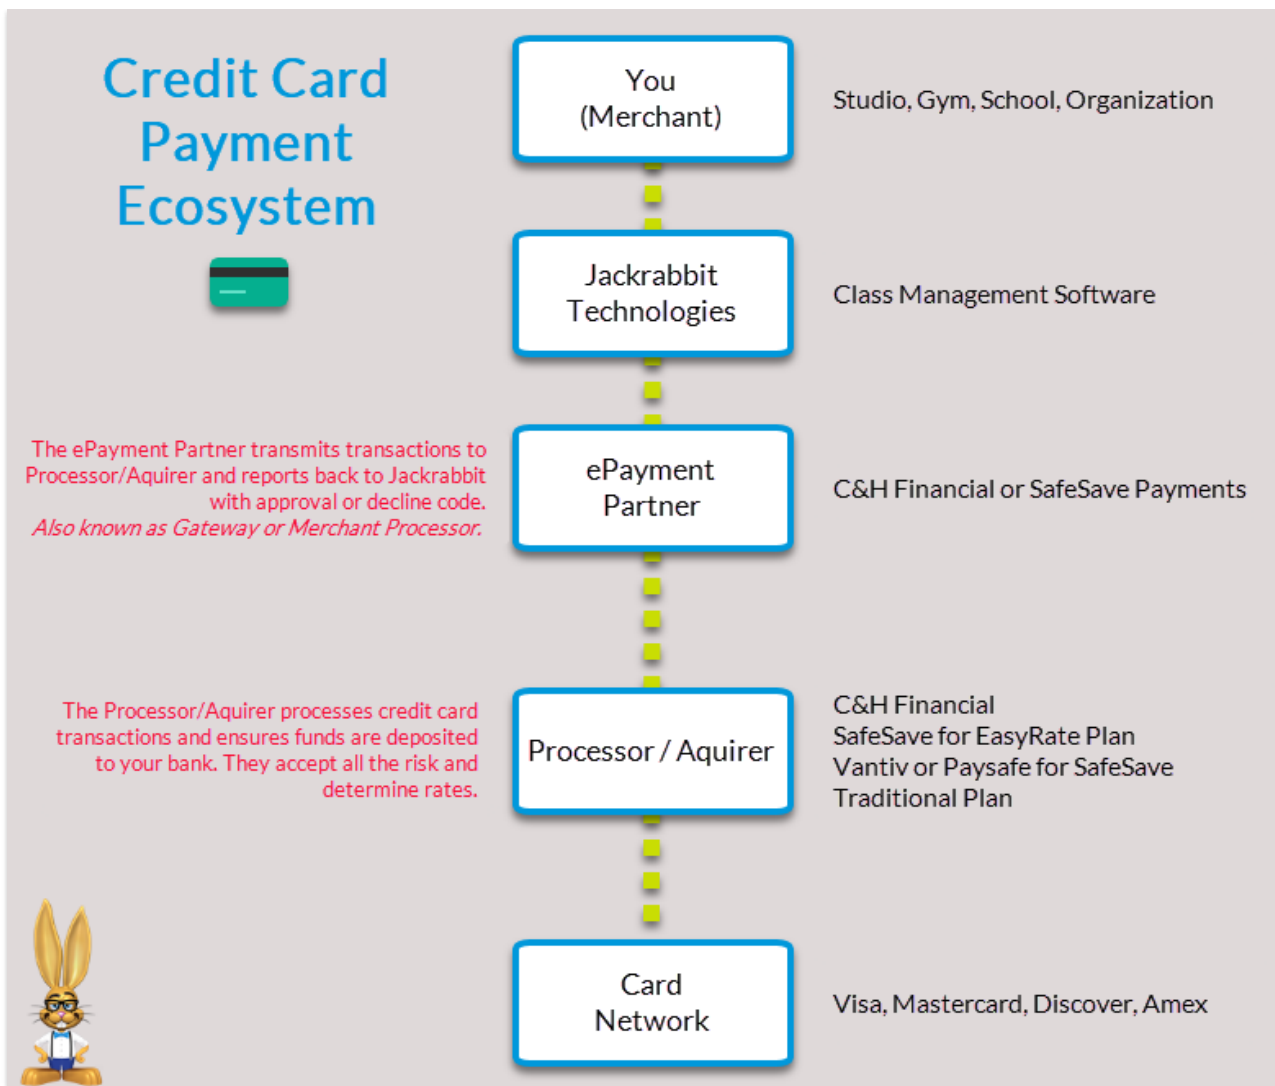 Credit Card
Payment
Ecosystem
You
(Merchant)
Studio, Gym, School, Organization
Jackrabbit
Technologies
Class Management Software
The ePayment Partner transmits transactions to
Processor/Aquirer and reports back to Jackrabbit
with approval or decline code.
Also known as Gateway or Merchant Processor.
ePayment
Partner
C&H Financial or SafeSave Payments
The Processor/Aquirer processes credit card
transactions and ensures funds are deposited
to your bank. They accept all the risk and
determine rates.
Processor / Aquirer
C&H Financial
SafeSave for EasyRate Plan
Vantiv or Paysafe for SafeSave
Traditional Plan
Card
Network
Visa, Mastercard, Discover, Amex